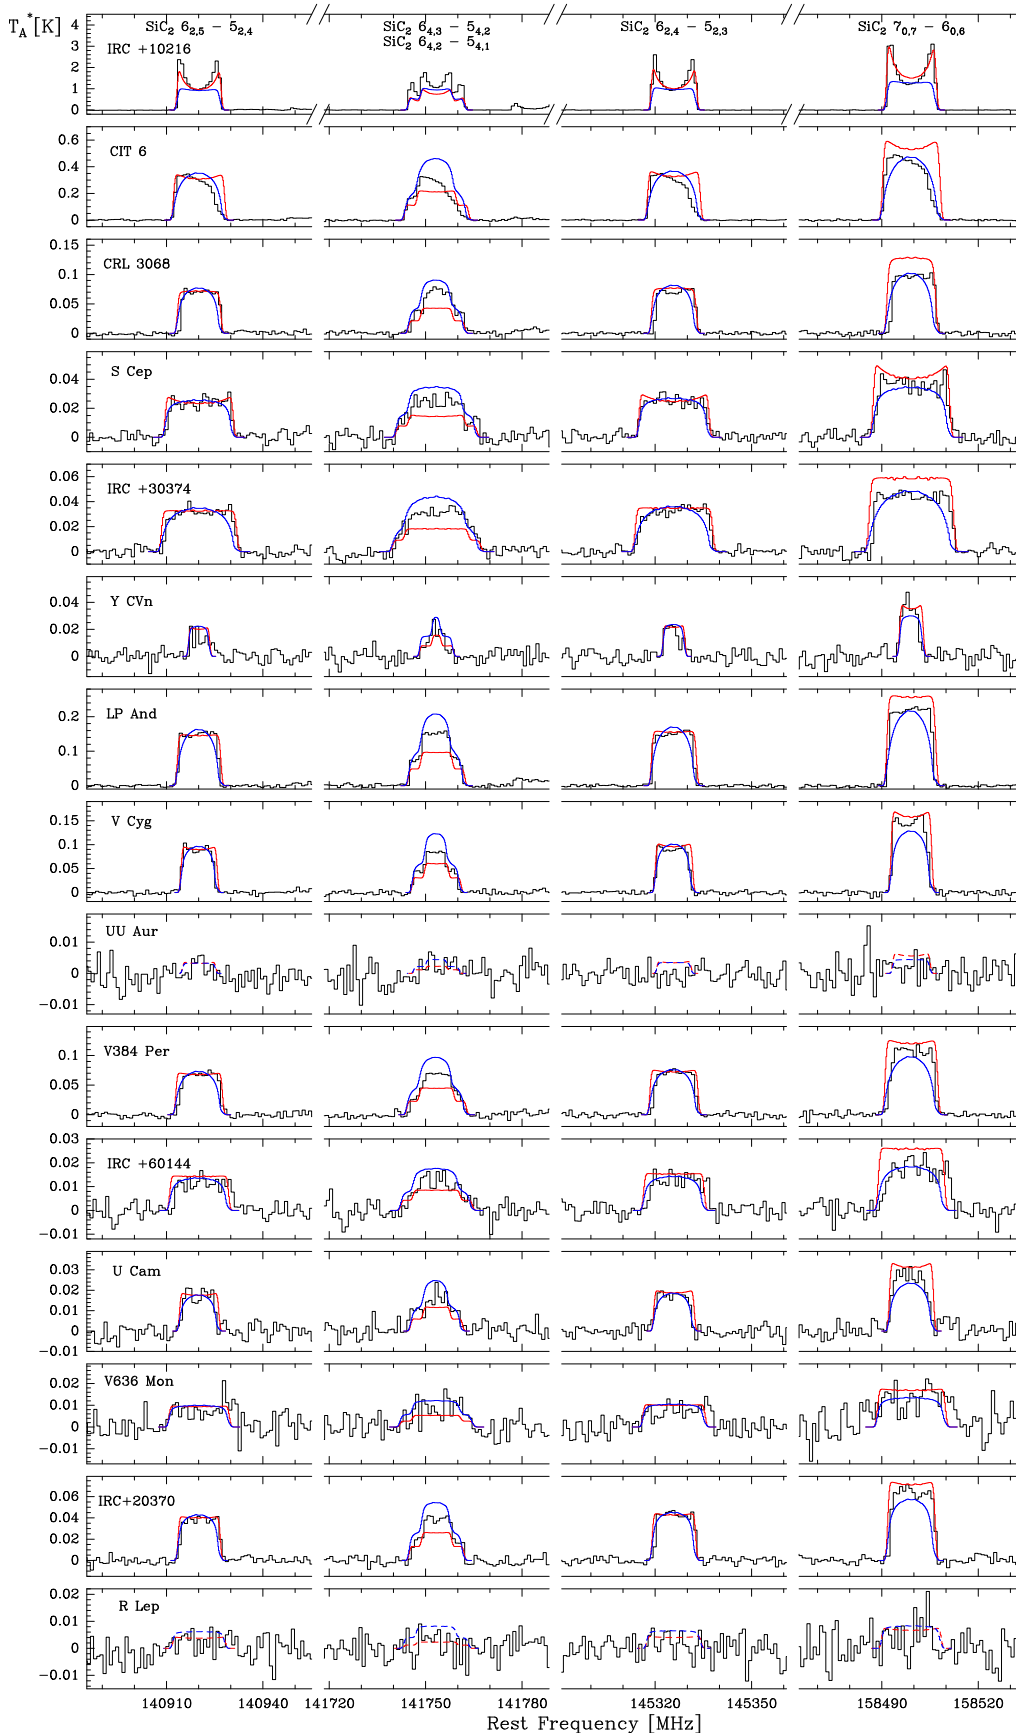 T_A^*[K]
SiC₂ 6₂,₅ − 5₂,₄
SiC₂ 6₄,₃ − 5₄,₂
SiC₂ 6₄,₂ − 5₄,₁
SiC₂ 6₂,₄ − 5₂,₃
SiC₂ 7₀,₇ − 6₀,₆
IRC +10216
4
3
2
1
0
CIT 6
0.6
0.4
0.2
0
CRL 3068
0.15
0.1
0.05
0
S Cep
0.04
0.02
0
IRC +30374
0.06
0.04
0.02
0
Y CVn
0.04
0.02
0
LP And
0.2
0.1
0
V Cyg
0.15
0.1
0.05
0
UU Aur
0.01
0
−0.01
V384 Per
0.1
0.05
0
IRC +60144
0.03
0.02
0.01
0
−0.01
U Cam
0.03
0.02
0.01
0
−0.01
V636 Mon
0.02
0.01
0
−0.01
IRC+20370
0.06
0.04
0.02
0
R Lep
0.02
0.01
0
−0.01
140910 140940 141720 141750 141780 145320 145350 158490 158520
Rest Frequency [MHz]